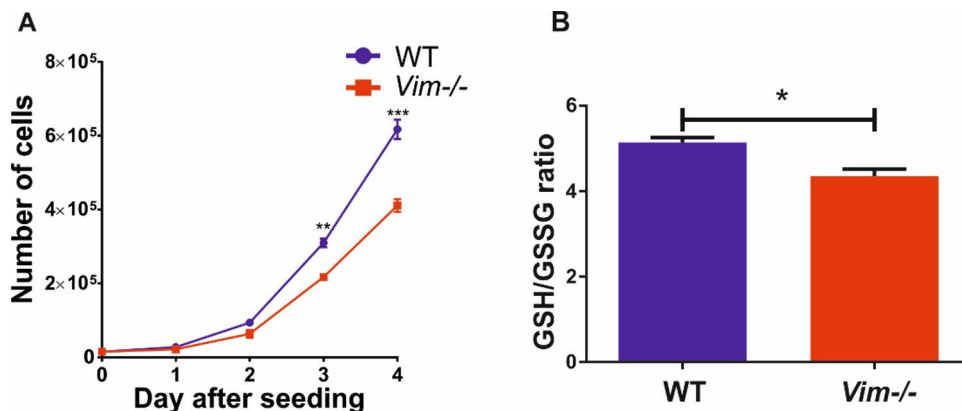 A
Number of cells
8×10⁵
6×10⁵
4×10⁵
2×10⁵
0
0 1 2 3 4
Day after seeding
WT
Vim-/-
**
***
B
GSH/GSSG ratio
6
4
2
0
*
WT Vim-/-